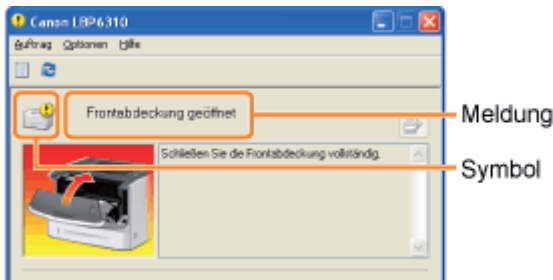 Canon LBP6310
Auftrag Optionen Hilfe
Frontabdeckung geöffnet
Meldung
Schließen Sie die Frontabdeckung vollständig.
Symbol